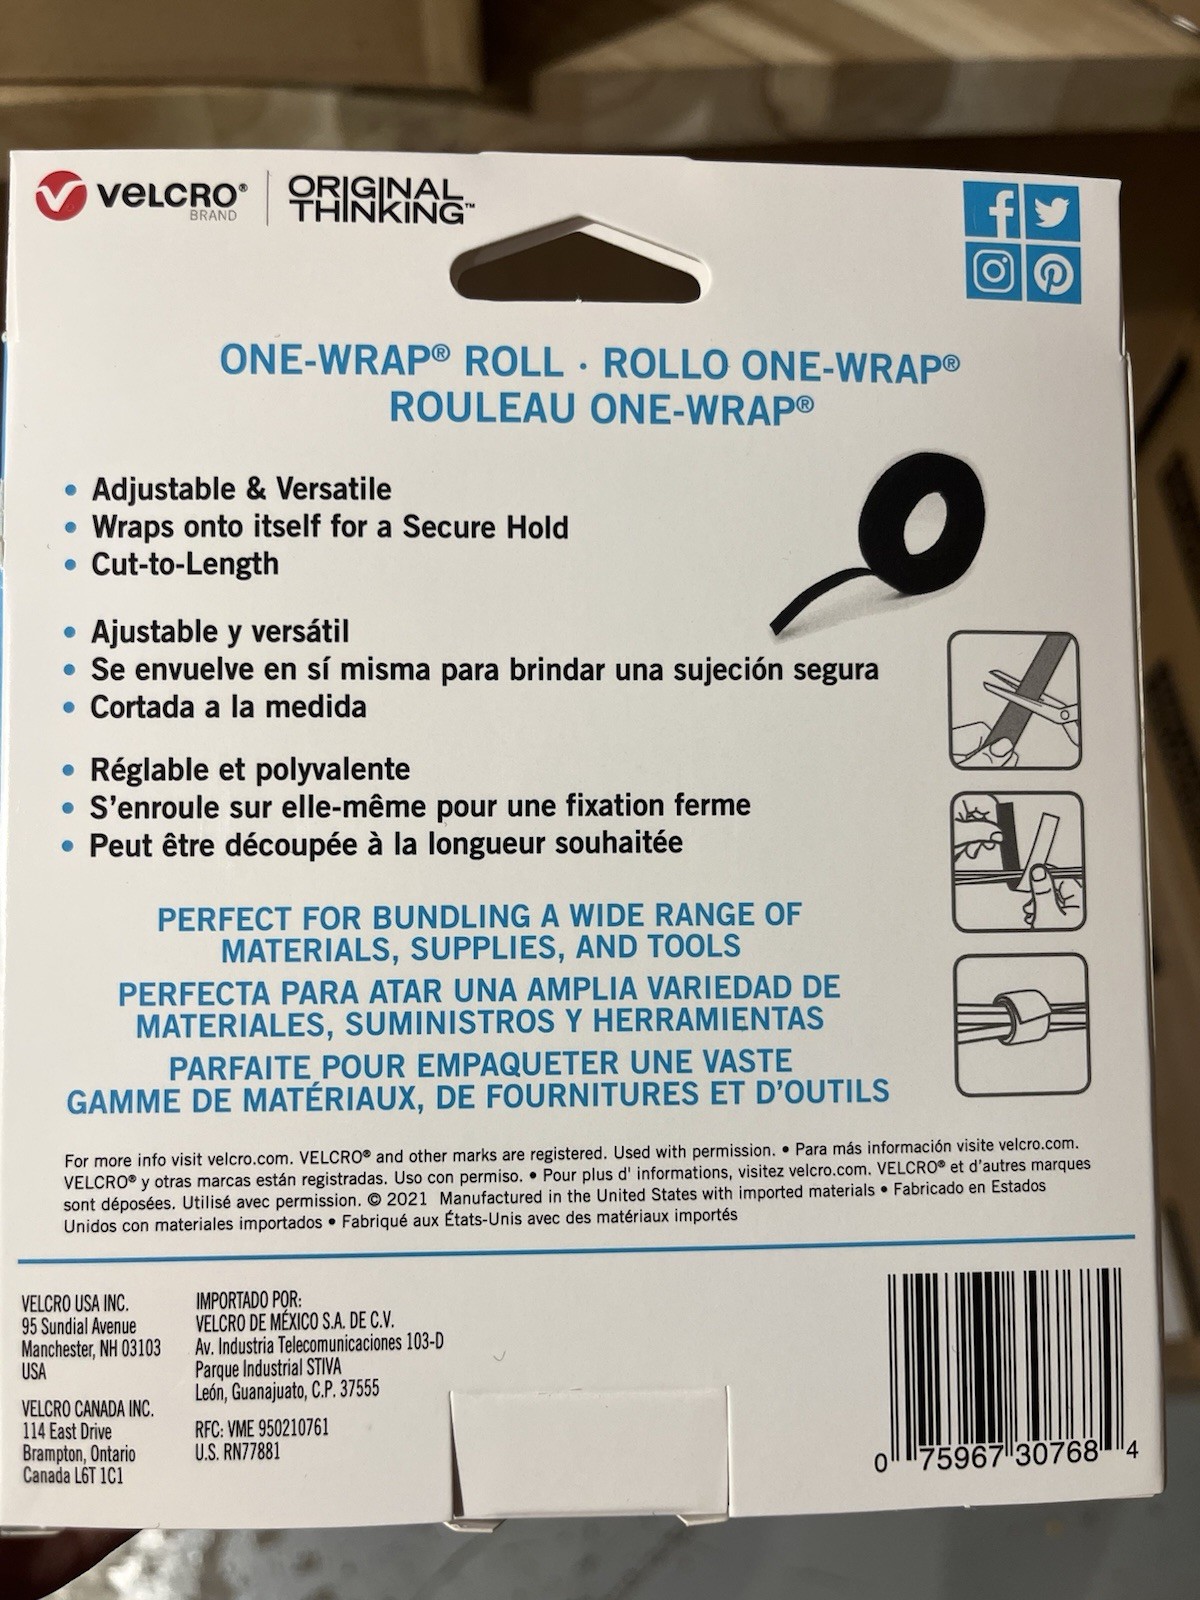 VELCRO®
BRAND
ORIGINAL
THINKING™
ONE-WRAP® ROLL · ROLLO ONE-WRAP®
ROULEAU ONE-WRAP®
• Adjustable & Versatile
• Wraps onto itself for a Secure Hold
• Cut-to-Length
• Ajustable y versátil
• Se envuelve en sí misma para brindar una sujeción segura
• Cortada a la medida
• Réglable et polyvalente
• S'enroule sur elle-même pour une fixation ferme
• Peut être découpée à la longueur souhaitée
PERFECT FOR BUNDLING A WIDE RANGE OF
MATERIALS, SUPPLIES, AND TOOLS
PERFECTA PARA ATAR UNA AMPLIA VARIEDAD DE
MATERIALES, SUMINISTROS Y HERRAMIENTAS
PARFAITE POUR EMPAQUETER UNE VASTE
GAMME DE MATÉRIAUX, DE FOURNITURES ET D'OUTILS
For more info visit velcro.com. VELCRO® and other marks are registered. Used with permission. • Para más información visite velcro.com.
VELCRO® y otras marcas están registradas. Uso con permiso. • Pour plus d' informations, visitez velcro.com. VELCRO® et d'autres marques
sont déposées. Utilisé avec permission. © 2021 Manufactured in the United States with imported materials • Fabricado en Estados
Unidos con materiales importados • Fabriqué aux États-Unis avec des matériaux importés
VELCRO USA INC.
95 Sundial Avenue
Manchester, NH 03103
USA
VELCRO CANADA INC.
114 East Drive
Brampton, Ontario
Canada L6T 1C1
IMPORTADO POR:
VELCRO DE MÉXICO S.A. DE C.V.
Av. Industria Telecomunicaciones 103-D
Parque Industrial STIVA
León, Guanajuato, C.P. 37555
RFC: VME 950210761
U.S. RN77881
0 75967 30768 4